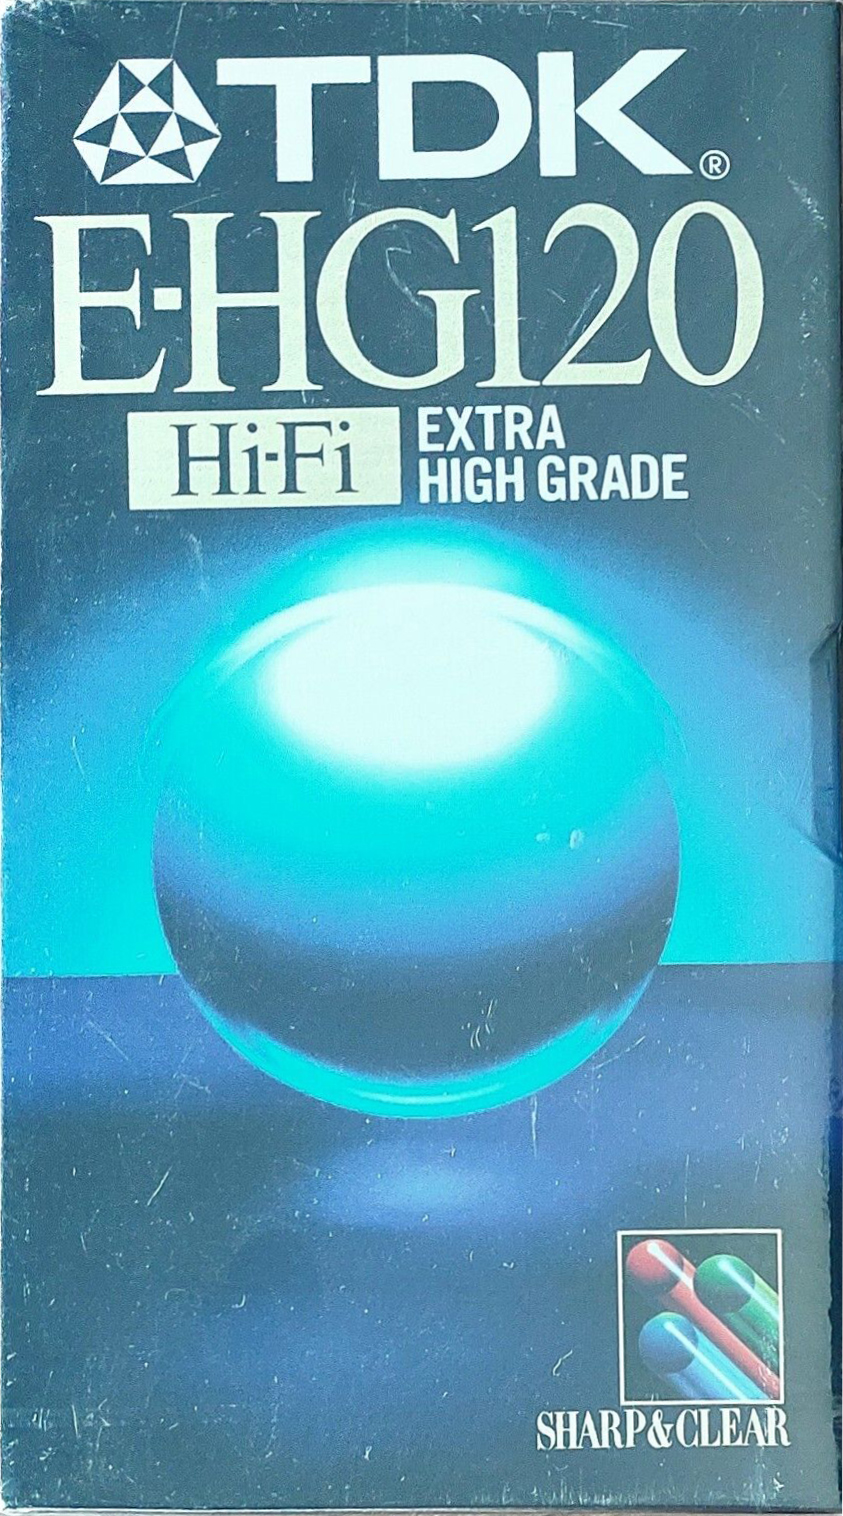 TDK®
E-HG120
Hi-Fi
EXTRA
HIGH GRADE
SHARP&CLEAR